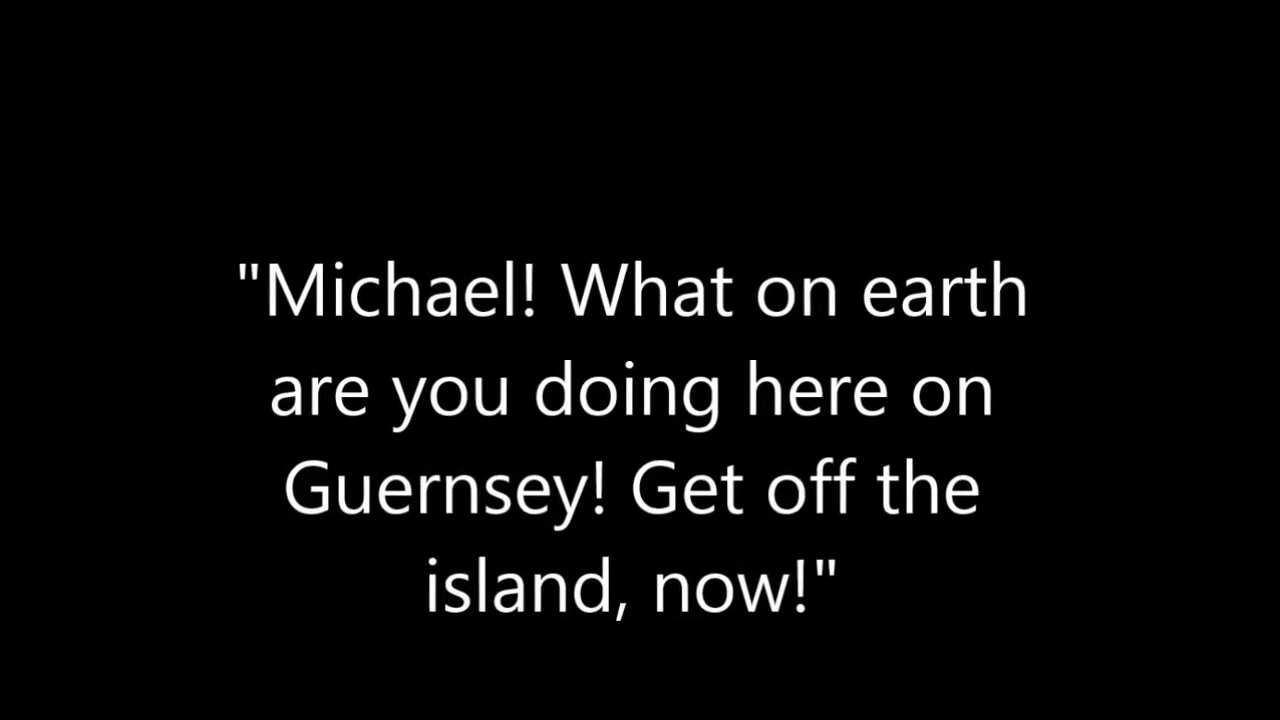 "Michael! What on earth
are you doing here on
Guernsey! Get off the
island, now!"